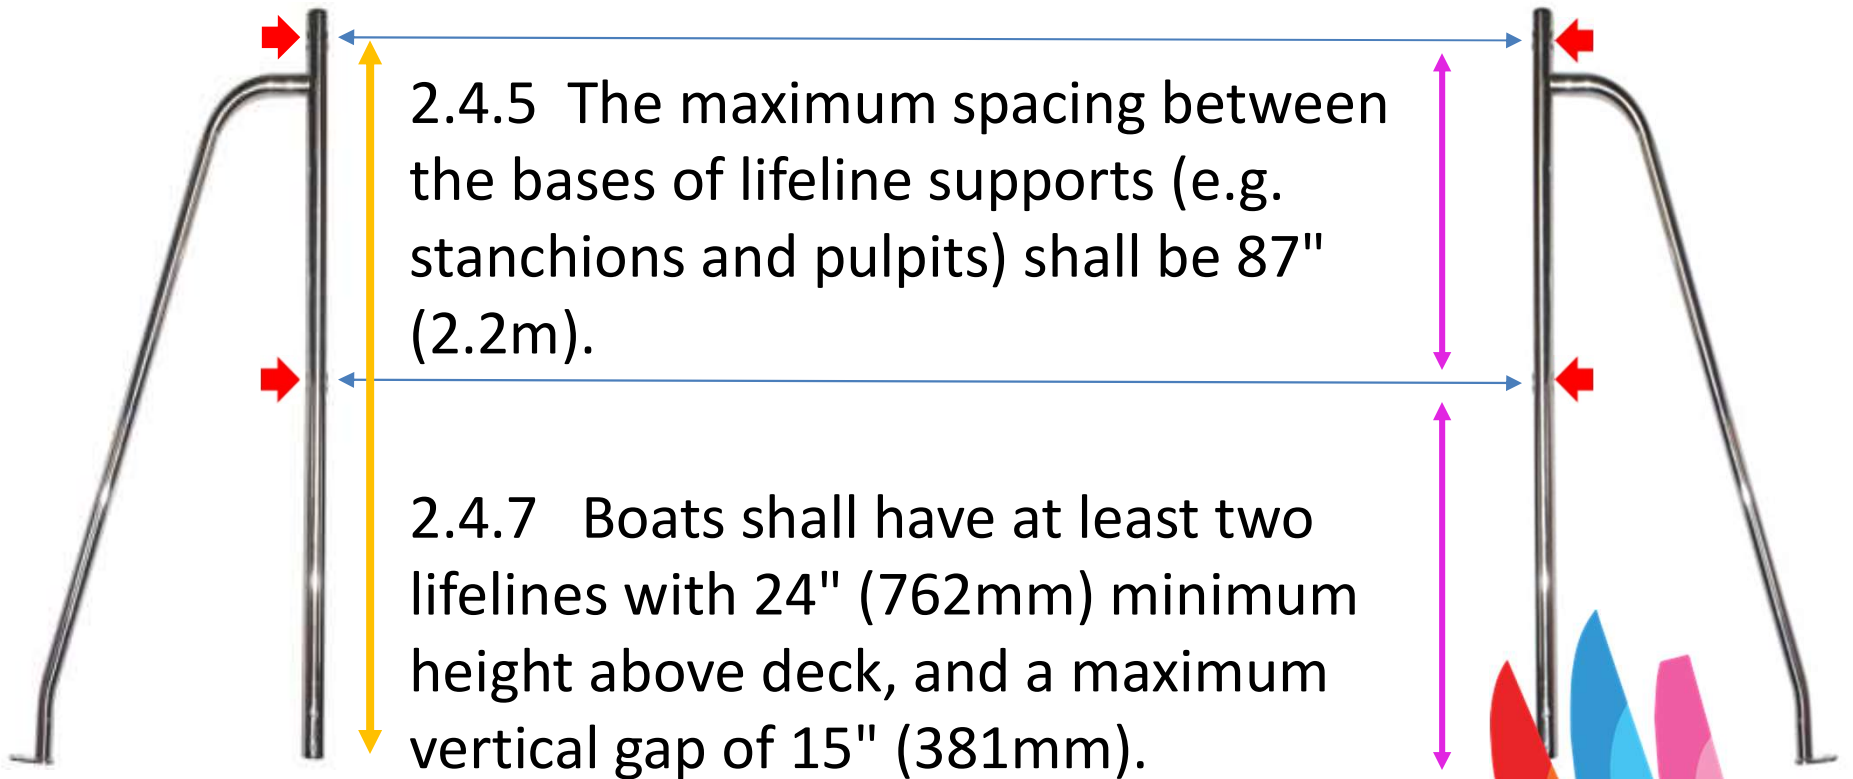 2.4.5  The maximum spacing between
the bases of lifeline supports (e.g.
stanchions and pulpits) shall be 87"
(2.2m).
2.4.7   Boats shall have at least two
lifelines with 24" (762mm) minimum
height above deck, and a maximum
vertical gap of 15" (381mm).